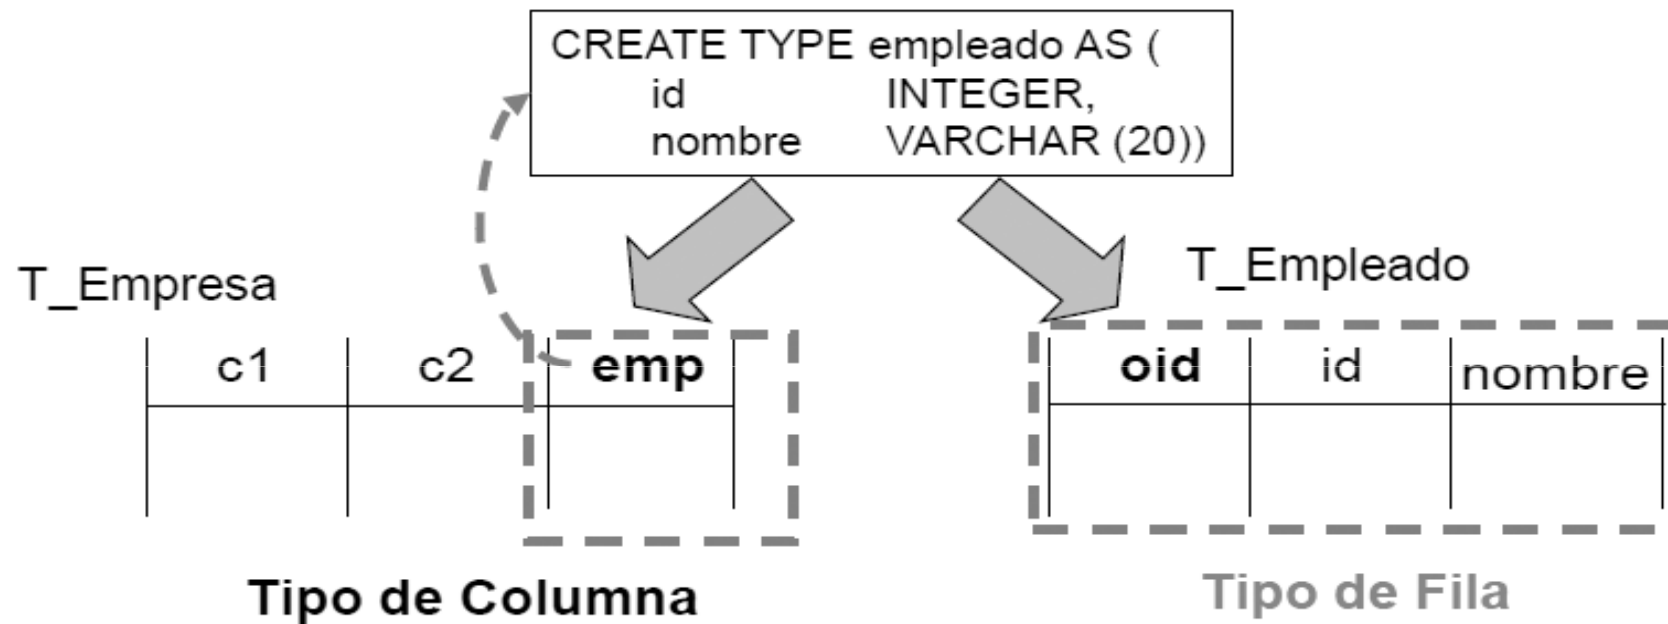 CREATE TYPE empleado AS (
id INTEGER,
nombre VARCHAR (20))
T_Empresa
c1 c2 emp
Tipo de Columna
T_Empleado
oid id nombre
Tipo de Fila